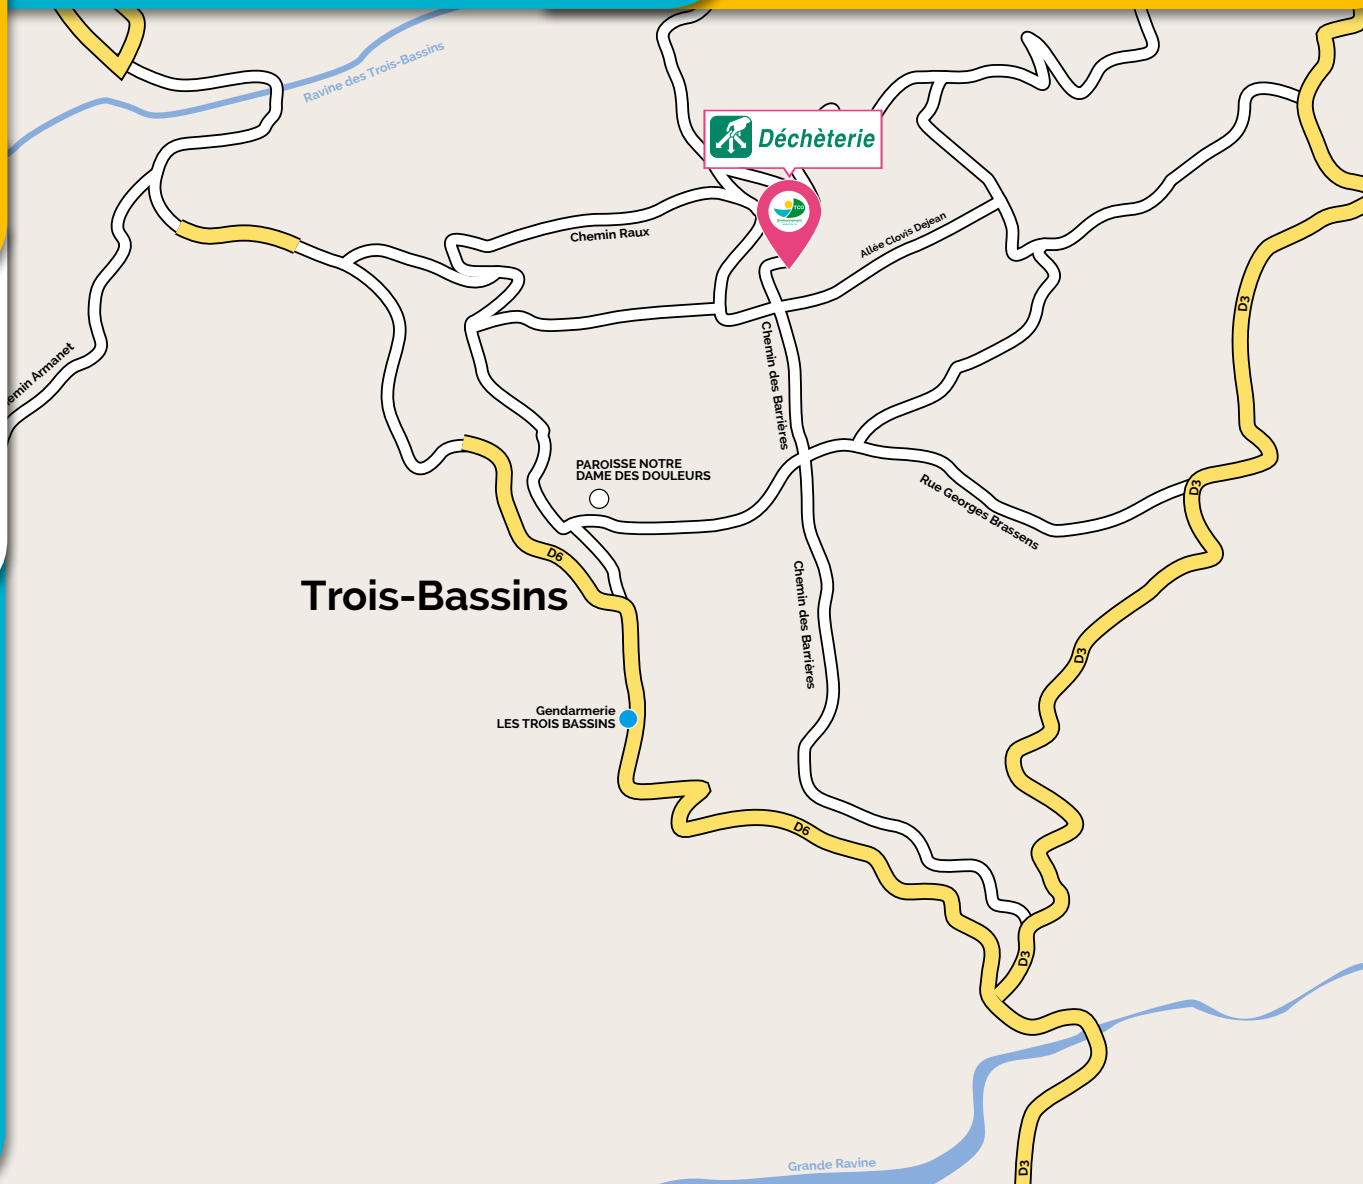 Ravine des Trois-Bassins
Déchèterie
TCO
Chemin Raux
Allée Clovis Dejean
D3
Chemin des Barrières
emin Armanet
PAROISSE NOTRE
DAME DES DOULEURS
Rue Georges Brassens
D3
D6
Chemin des Barrières
Trois-Bassins
D3
Gendarmerie
LES TROIS BASSINS
D6
D3
Grande Ravine
D3